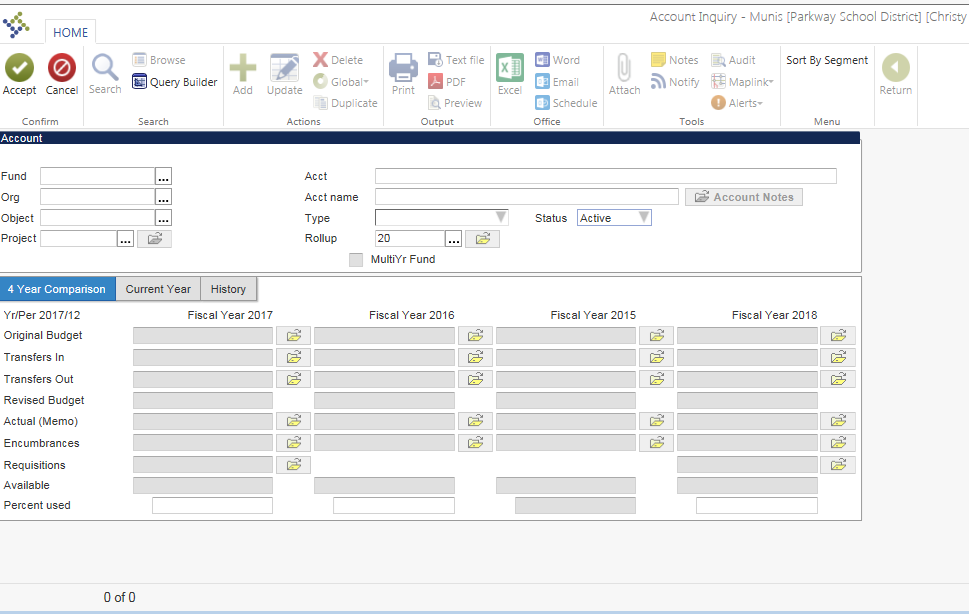 Account Inquiry - Munis [Parkway School District] [Christy
HOME
Accept Cancel Search Browse Query Builder Add Update Delete Global Duplicate Print Text file PDF Preview Excel Word Email Schedule Attach Notes Notify Audit Maplink Alerts Sort By Segment Return
Confirm Search Actions Output Office Tools Menu
Account
Fund ... Acct
Org ... Acct name Account Notes
Object ... Type Status Active
Project ... Rollup 20 ...
MultiYr Fund
4 Year Comparison Current Year History
Yr/Per 2017/12 Fiscal Year 2017 Fiscal Year 2016 Fiscal Year 2015 Fiscal Year 2018
Original Budget
Transfers In
Transfers Out
Revised Budget
Actual (Memo)
Encumbrances
Requisitions
Available
Percent used
0 of 0